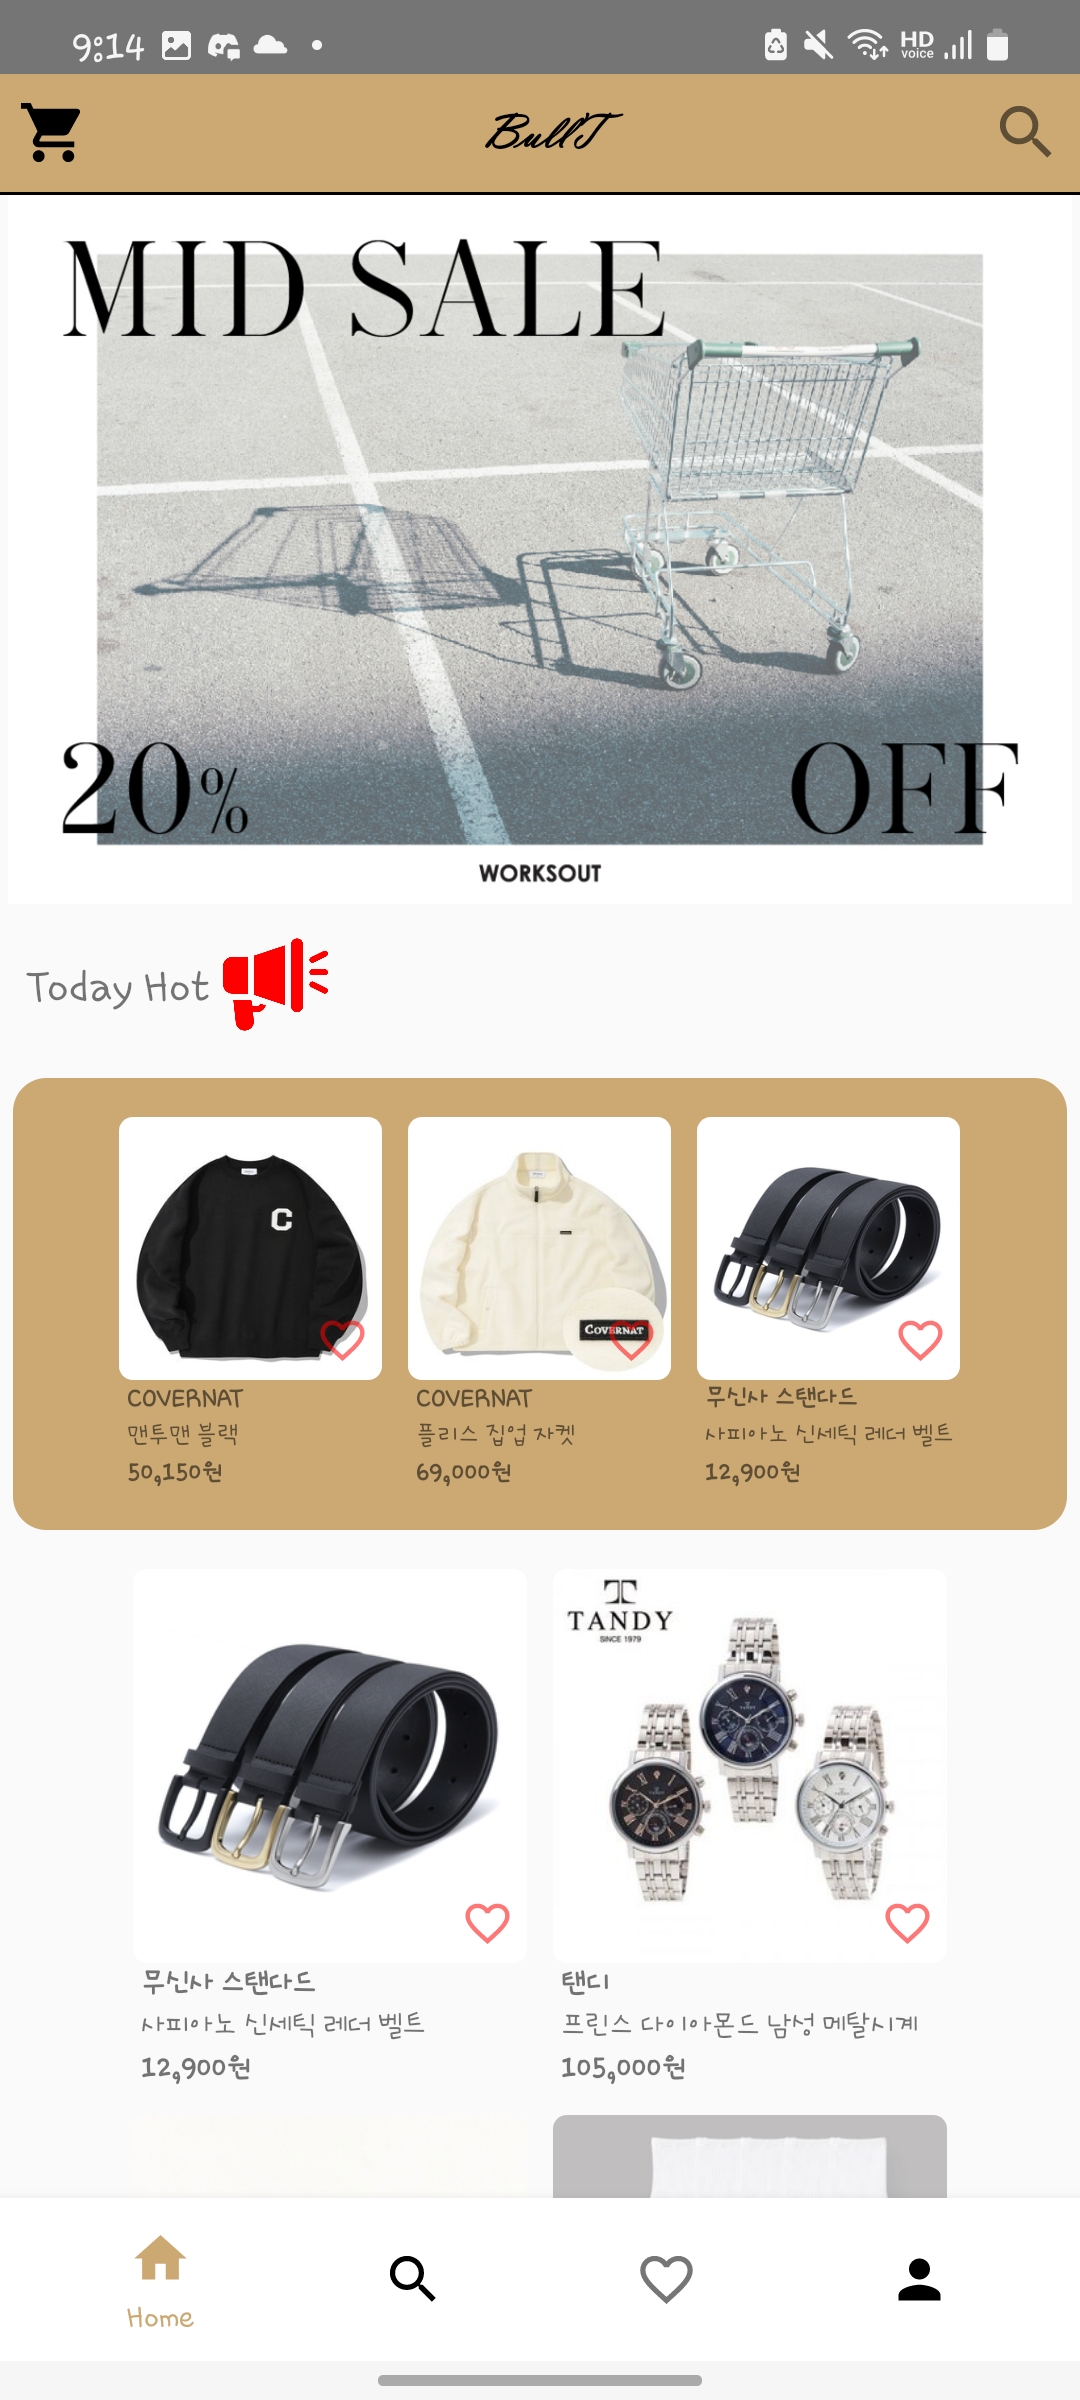 9:14
HD
voice
BullT
MID SALE
20% OFF
WORKSOUT
Today Hot
C
COVERNAT
COVERNAT
맨투맨 블랙
50,150원
COVERNAT
플리스 집업 자켓
69,000원
무신사 스탠다드
사피아노 신세틱 레더 벨트
12,900원
T
TANDY
SINCE 1979
무신사 스탠다드
사피아노 신세틱 레더 벨트
12,900원
탠디
프린스 다이아몬드 남성 메탈시계
105,000원
Home